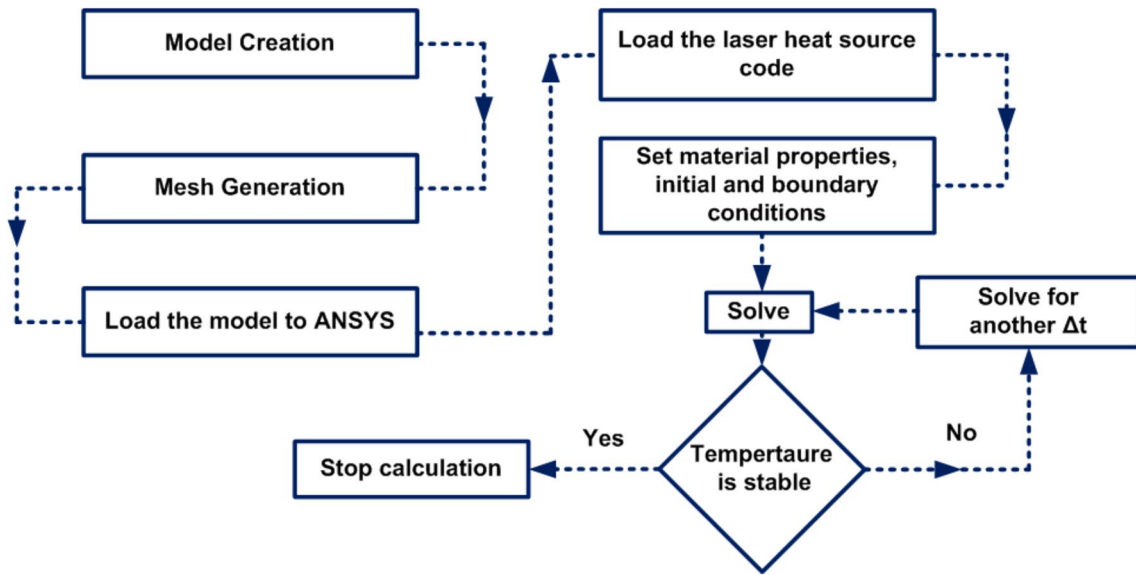 Model Creation
Mesh Generation
Load the model to ANSYS
Load the laser heat source
code
Set material properties,
initial and boundary
conditions
Solve
Solve for
another Δt
Tempertaure
is stable
Yes
No
Stop calculation